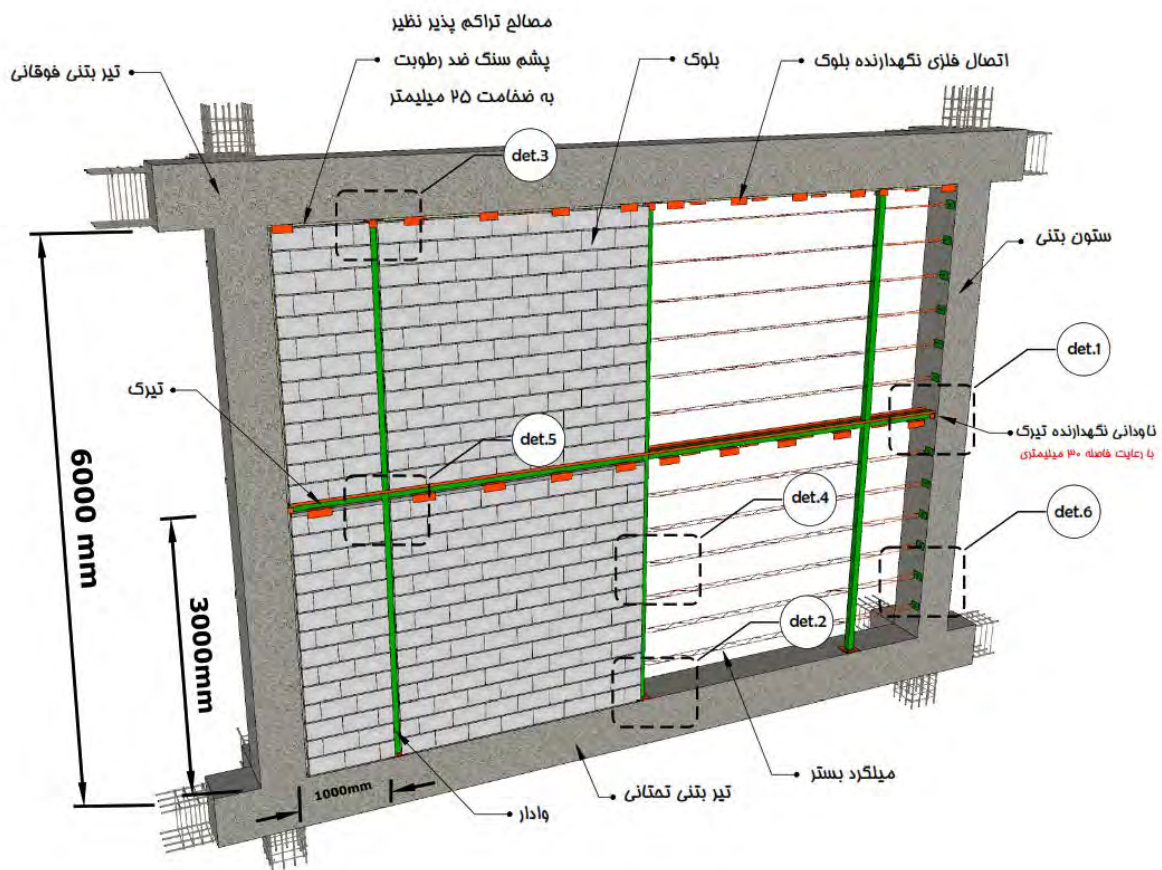 مصالح تراکم پذیر نظیر
پشم سنگ ضد رطوبت
به ضخامت ۲۵ میلیمتر
تیر بتنی فوقانی
بلوک
اتصال فلزی نگهدارنده بلوک
det.3
ستون بتنی
det.1
تیرک
det.5
ناودانی نگهدارنده تیرک
با رعایت فاصله ۳۰ میلیمتری
6000 mm
det.4
det.6
3000mm
det.2
میلگرد بستر
1000mm
تیر بتنی تحتانی
وادار